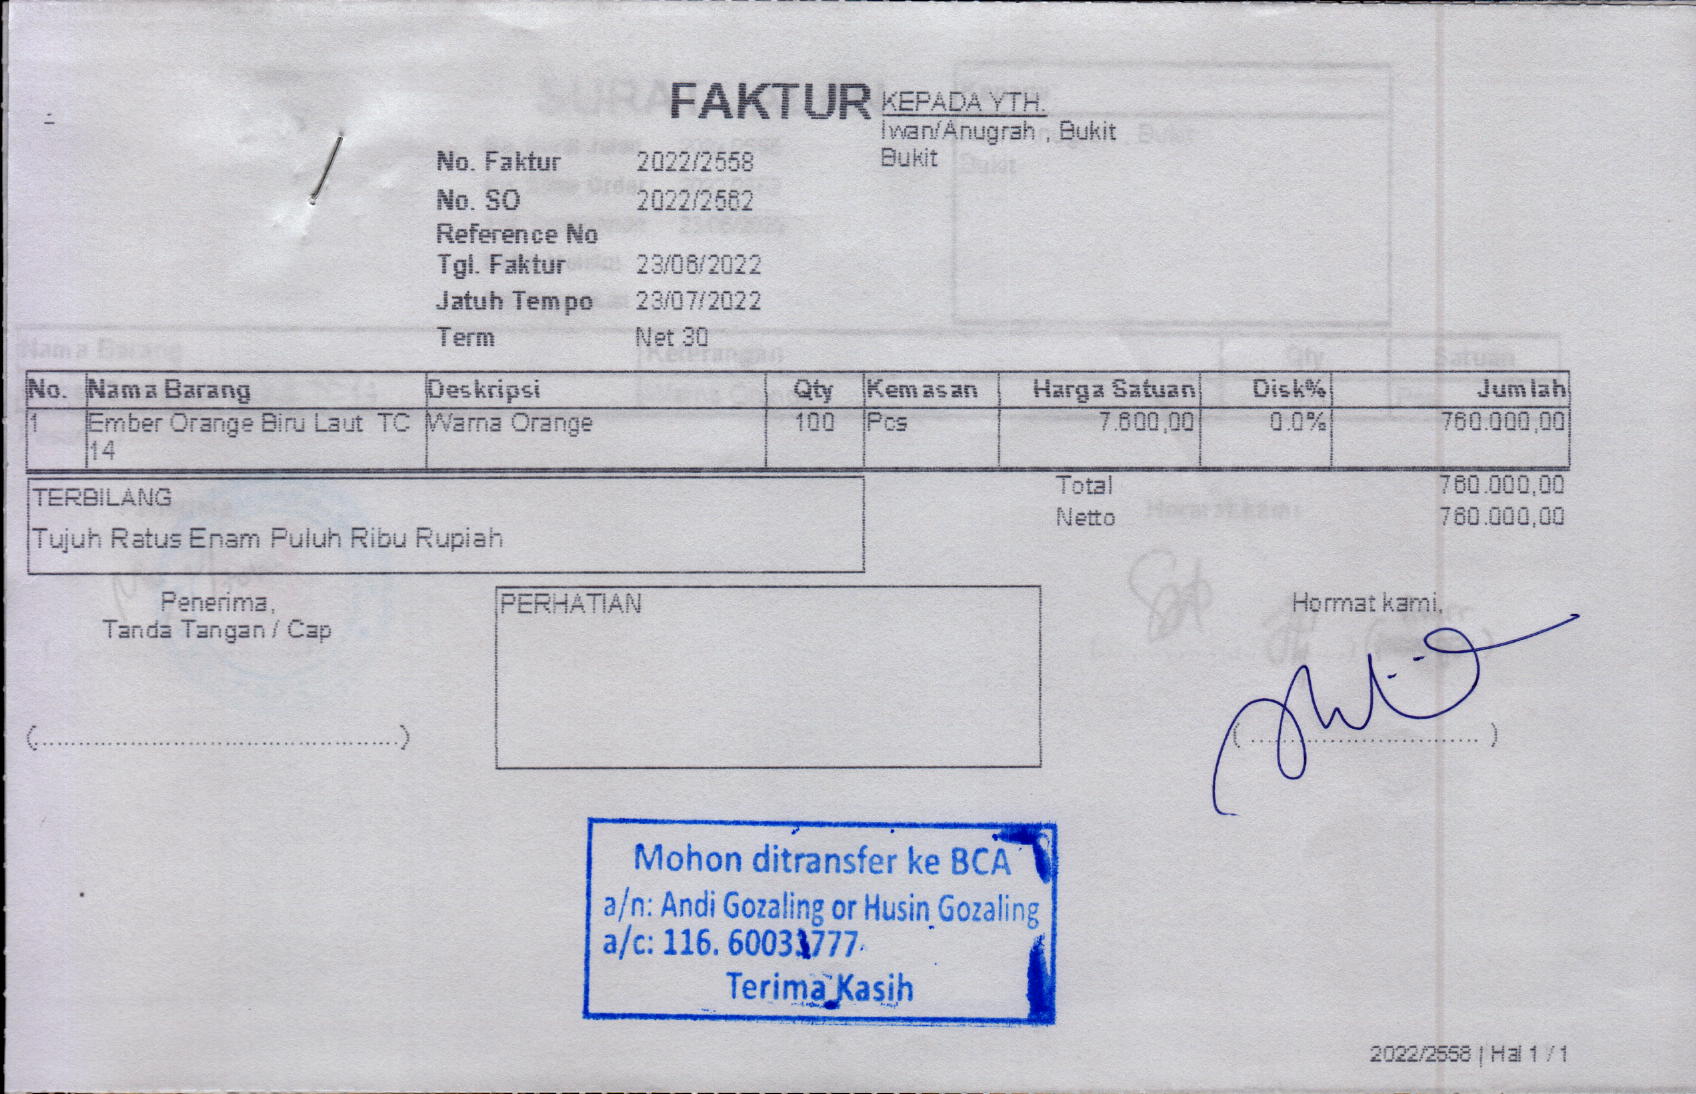 FAKTUR
KEPADA YTH.
Iwan/Anugrah , Bukit
Bukit
No. Faktur 2022/2558
No. SO 2022/2562
Reference No
Tgl. Faktur 23/06/2022
Jatuh Tempo 23/07/2022
Term Net 30
No. Nama Barang Deskripsi Qty Kemasan Harga Satuan Disk% Jumlah
1 Ember Orange Biru Laut TC Warna Orange 100 Pcs 7.600,00 0.0% 760.000,00
14
Total 760.000,00
Netto 760.000,00
TERBILANG
Tujuh Ratus Enam Puluh Ribu Rupiah
Penerima,
Tanda Tangan / Cap
PERHATIAN
Hormat kami,
Mohon ditransfer ke BCA
a/n: Andi Gozaling or Husin Gozaling
a/c: 116. 60031777
Terima Kasih
2022/2558 | Hal 1 / 1